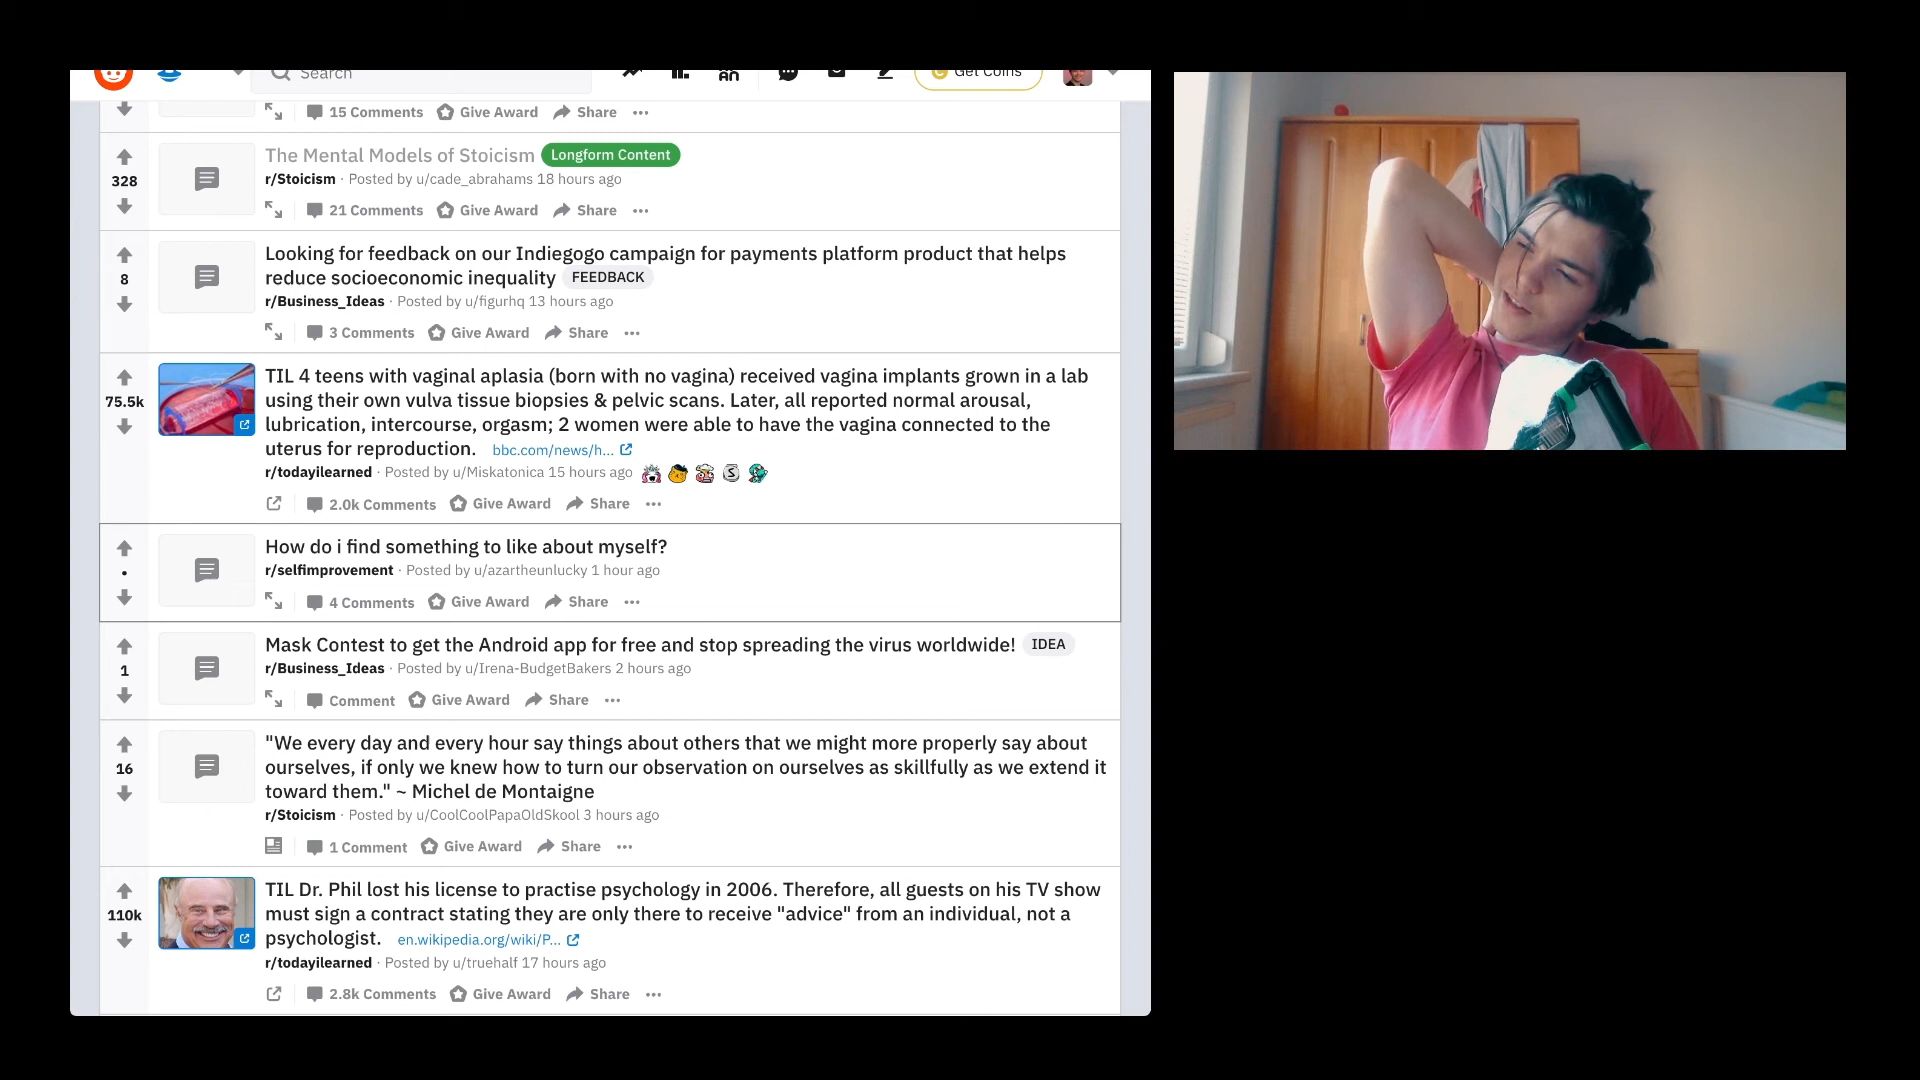 Search
Get Coins
15 Comments Give Award Share
328
The Mental Models of Stoicism Longform Content
r/Stoicism · Posted by u/cade_abrahams 18 hours ago
21 Comments Give Award Share
8
Looking for feedback on our Indiegogo campaign for payments platform product that helps
reduce socioeconomic inequality FEEDBACK
r/Business_Ideas · Posted by u/figurhq 13 hours ago
3 Comments Give Award Share
75.5k
TIL 4 teens with vaginal aplasia (born with no vagina) received vagina implants grown in a lab
using their own vulva tissue biopsies & pelvic scans. Later, all reported normal arousal,
lubrication, intercourse, orgasm; 2 women were able to have the vagina connected to the
uterus for reproduction. bbc.com/news/h...
r/todayilearned · Posted by u/Miskatonica 15 hours ago
2.0k Comments Give Award Share
•
How do i find something to like about myself?
r/selfimprovement · Posted by u/azartheunlucky 1 hour ago
4 Comments Give Award Share
1
Mask Contest to get the Android app for free and stop spreading the virus worldwide! IDEA
r/Business_Ideas · Posted by u/Irena-BudgetBakers 2 hours ago
Comment Give Award Share
16
"We every day and every hour say things about others that we might more properly say about
ourselves, if only we knew how to turn our observation on ourselves as skillfully as we extend it
toward them." ~ Michel de Montaigne
r/Stoicism · Posted by u/CoolCoolPapaOldSkool 3 hours ago
1 Comment Give Award Share
110k
TIL Dr. Phil lost his license to practise psychology in 2006. Therefore, all guests on his TV show
must sign a contract stating they are only there to receive "advice" from an individual, not a
psychologist. en.wikipedia.org/wiki/P...
r/todayilearned · Posted by u/truehalf 17 hours ago
2.8k Comments Give Award Share